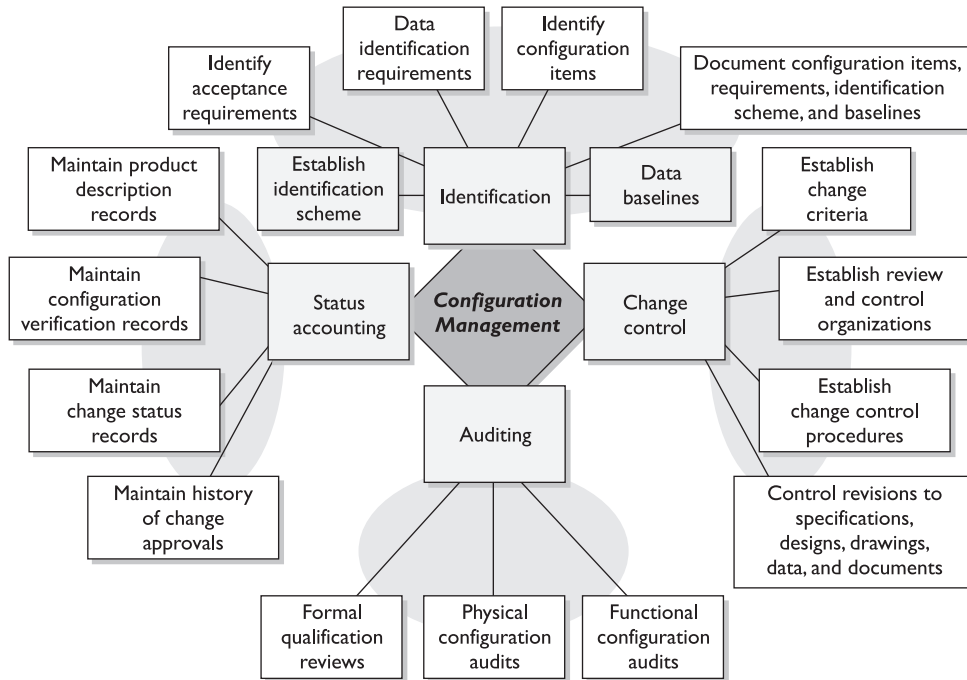 Data
identification
requirements
Identify
configuration
items
Identify
acceptance
requirements
Document configuration items,
requirements, identification
scheme, and baselines
Maintain product
description
records
Establish
identification
scheme
Identification
Data
baselines
Establish
change
criteria
Maintain
configuration
verification records
Status
accounting
Configuration
Management
Change
control
Establish review
and control
organizations
Maintain
change status
records
Auditing
Establish
change control
procedures
Maintain history
of change
approvals
Control revisions to
specifications,
designs, drawings,
data, and documents
Formal
qualification
reviews
Physical
configuration
audits
Functional
configuration
audits